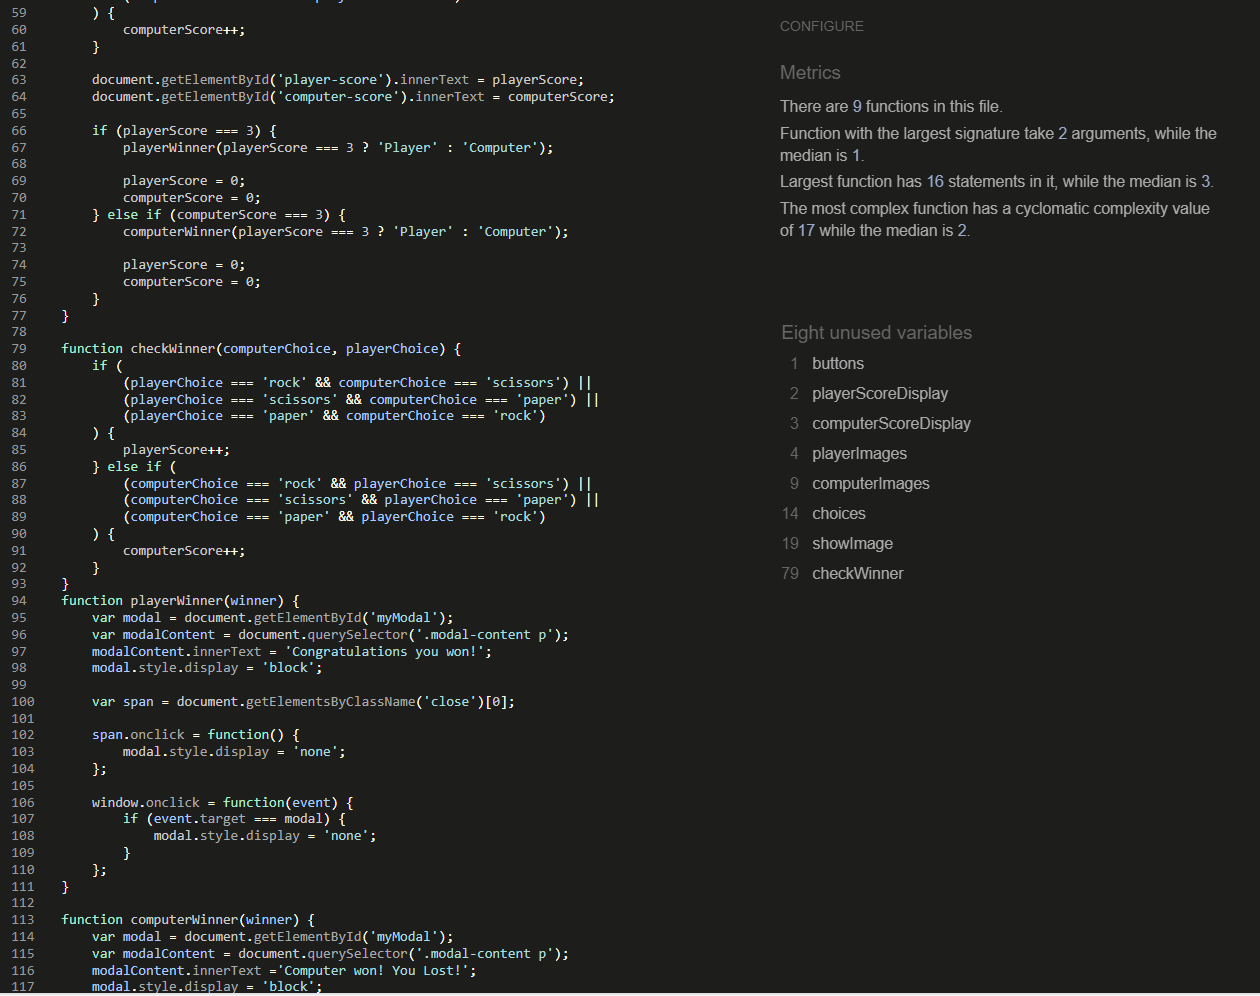 59 ) {
60 computerScore++;
61 }
62
63 document.getElementById('player-score').innerText = playerScore;
64 document.getElementById('computer-score').innerText = computerScore;
65
66 if (playerScore === 3) {
67 playerWinner(playerScore === 3 ? 'Player' : 'Computer');
68
69 playerScore = 0;
70 computerScore = 0;
71 } else if (computerScore === 3) {
72 computerWinner(playerScore === 3 ? 'Player' : 'Computer');
73
74 playerScore = 0;
75 computerScore = 0;
76 }
77 }
78
79 function checkWinner(computerChoice, playerChoice) {
80 if (
81 (playerChoice === 'rock' && computerChoice === 'scissors') ||
82 (playerChoice === 'scissors' && computerChoice === 'paper') ||
83 (playerChoice === 'paper' && computerChoice === 'rock')
84 ) {
85 playerScore++;
86 } else if (
87 (computerChoice === 'rock' && playerChoice === 'scissors') ||
88 (computerChoice === 'scissors' && playerChoice === 'paper') ||
89 (computerChoice === 'paper' && playerChoice === 'rock')
90 ) {
91 computerScore++;
92 }
93 }
94 function playerWinner(winner) {
95 var modal = document.getElementById('myModal');
96 var modalContent = document.querySelector('.modal-content p');
97 modalContent.innerText = 'Congratulations you won!';
98 modal.style.display = 'block';
99
100 var span = document.getElementsByClassName('close')[0];
101
102 span.onclick = function() {
103 modal.style.display = 'none';
104 };
105
106 window.onclick = function(event) {
107 if (event.target === modal) {
108 modal.style.display = 'none';
109 }
110 };
111 }
112
113 function computerWinner(winner) {
114 var modal = document.getElementById('myModal');
115 var modalContent = document.querySelector('.modal-content p');
116 modalContent.innerText ='Computer won! You Lost!';
117 modal.style.display = 'block';
CONFIGURE
Metrics
There are 9 functions in this file.
Function with the largest signature take 2 arguments, while the
median is 1.
Largest function has 16 statements in it, while the median is 3.
The most complex function has a cyclomatic complexity value
of 17 while the median is 2.
Eight unused variables
1 buttons
2 playerScoreDisplay
3 computerScoreDisplay
4 playerImages
9 computerImages
14 choices
19 showImage
79 checkWinner